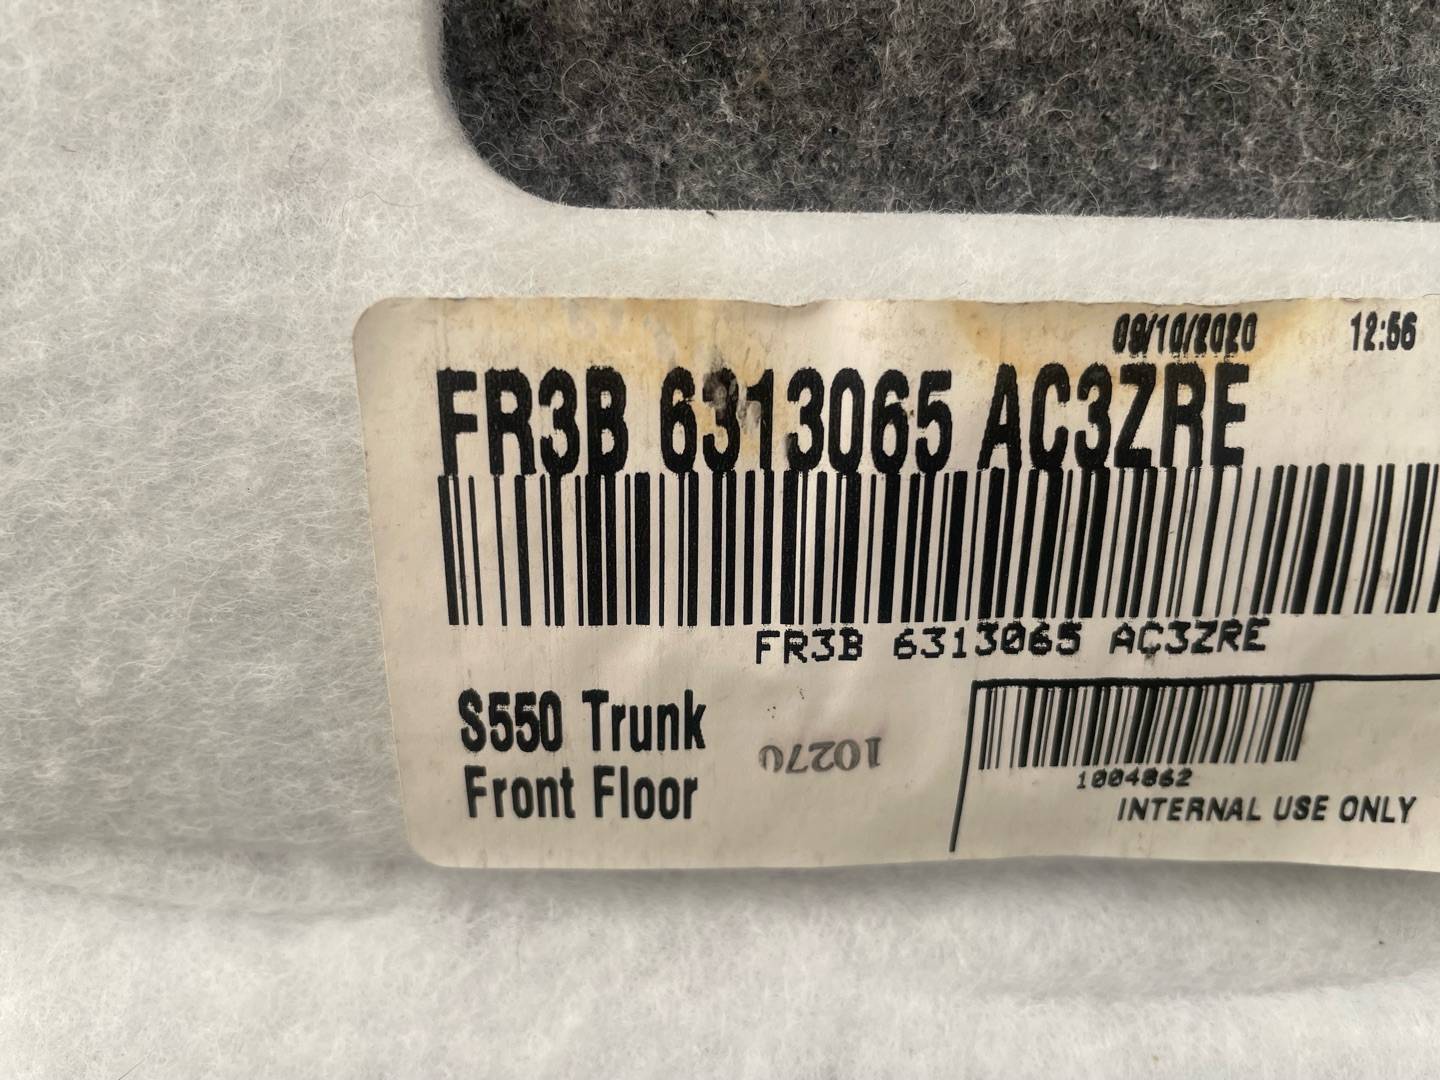 09/10/2020 12:56
FR3B 6313065 AC3ZRE
FR3B 6313065 AC3ZRE
S550 Trunk
Front Floor
10270
1004862
INTERNAL USE ONLY